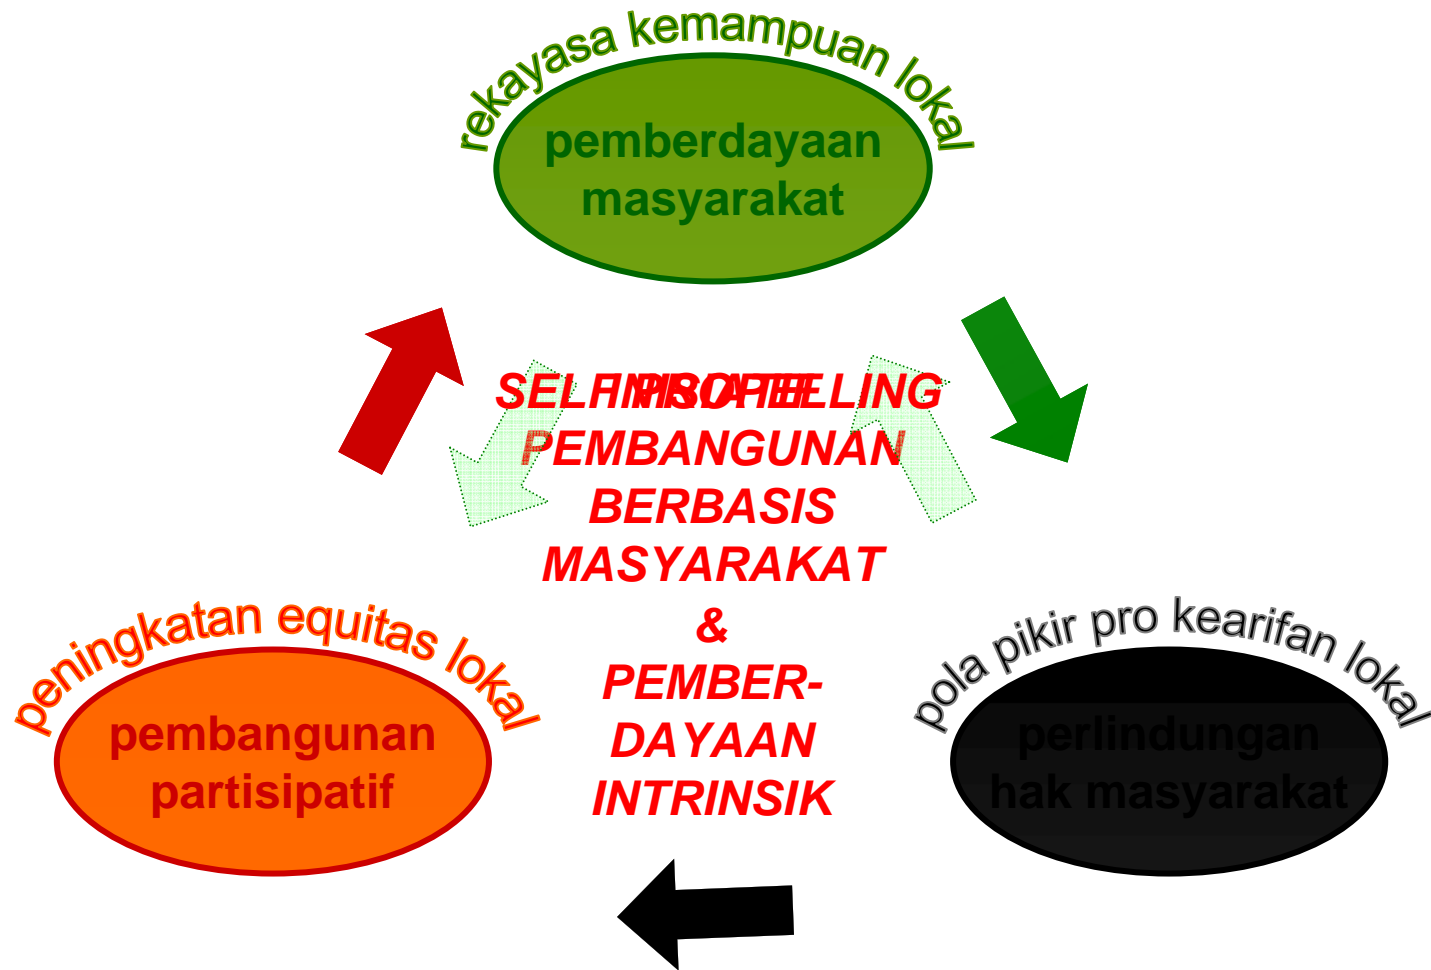 rekayasa kemampuan lokal
pemberdayaan
masyarakat
PEMBANGUNAN
BERBASIS
MASYARAKAT
&
PEMBER-
DAYAAN
INTRINSIK
peningkatan equitas lokal
pembangunan
partisipatif
pola pikir pro kearifan lokal
perlindungan
hak masyarakat